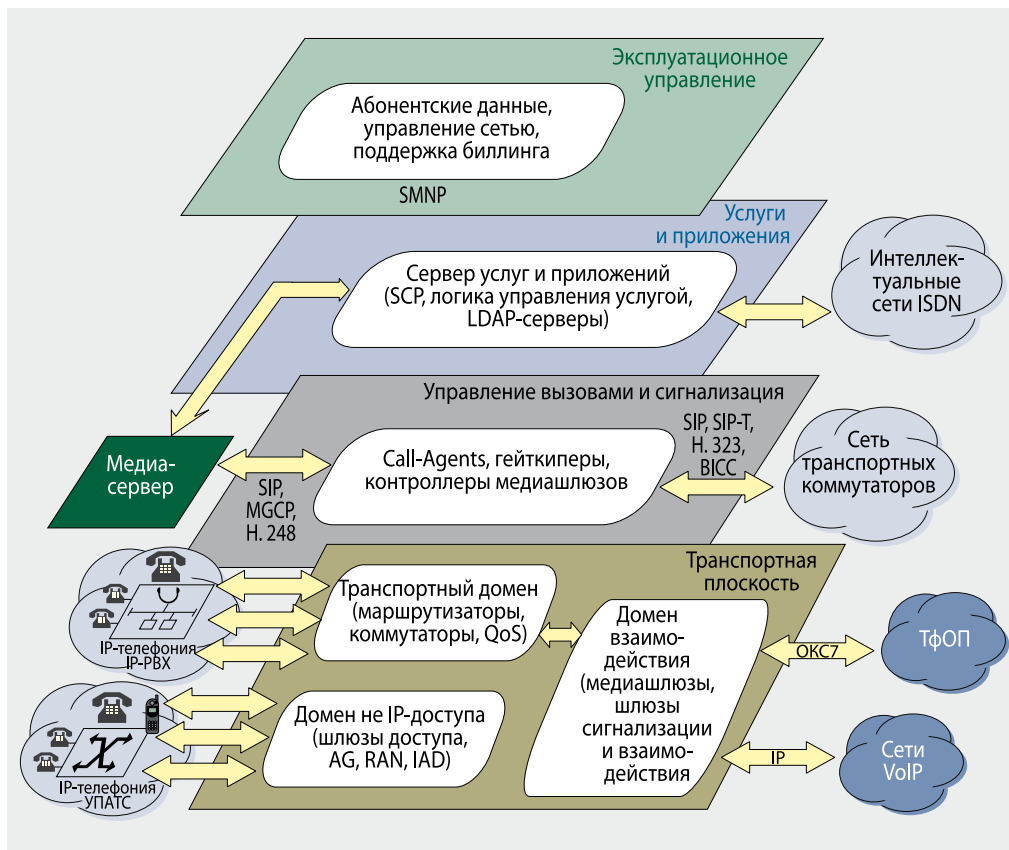 Эксплуатационное
управление
Абонентские данные,
управление сетью,
поддержка биллинга
SMNP
Услуги
и приложения
Сервер услуг и приложений
(SCP, логика управления услугой,
LDAP-серверы)
Интеллек-
туальные
сети ISDN
Управление вызовами и сигнализация
Медиа-
сервер
SIP,
MGCP,
H. 248
Call-Agents, гейткиперы,
контроллеры медиашлюзов
SIP, SIP-T,
H. 323,
BICC
Сеть
транспортных
коммутаторов
Транспортная
плоскость
IP-телефония
IP-PBX
Транспортный домен
(маршрутизаторы,
коммутаторы, QoS)
Домен
взаимо-
действия
(медиашлюзы,
шлюзы
сигнализации
и взаимо-
действия
ОКС7
ТфОП
IP-телефония
УПАТС
Домен не IP-доступа
(шлюзы доступа,
AG, RAN, IAD)
IP
Сети
VoIP